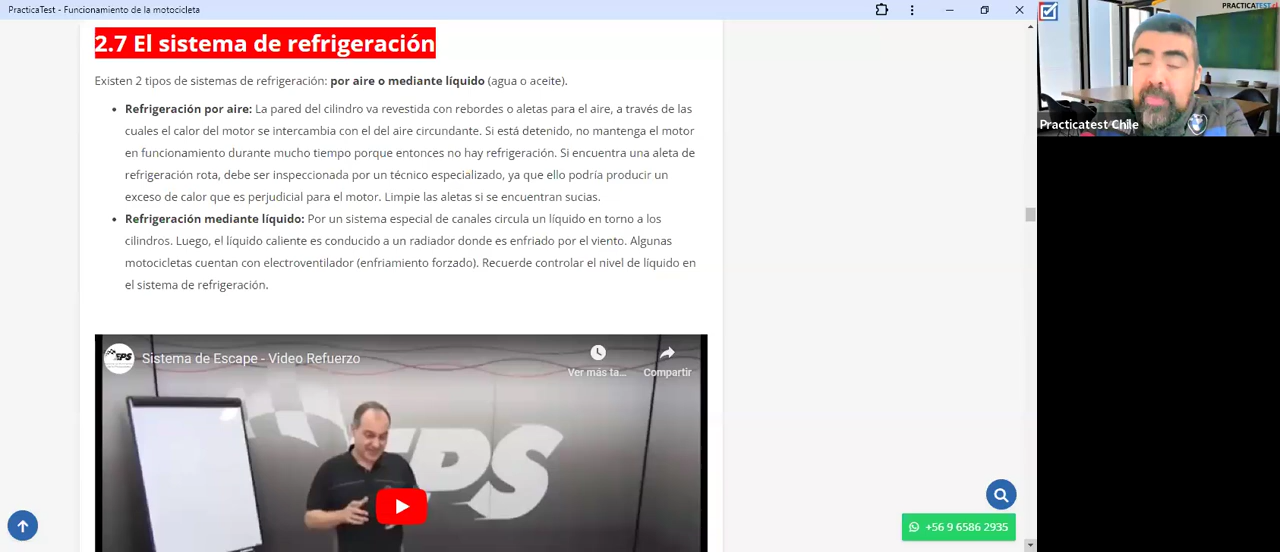 PracticaTest - Funcionamiento de la motocicleta
2.7 El sistema de refrigeración
Existen 2 tipos de sistemas de refrigeración: por aire o mediante líquido (agua o aceite).
Refrigeración por aire: La pared del cilindro va revestida con rebordes o aletas para el aire, a través de las
cuales el calor del motor se intercambia con el del aire circundante. Si está detenido, no mantenga el motor
en funcionamiento durante mucho tiempo porque entonces no hay refrigeración. Si encuentra una aleta de
refrigeración rota, debe ser inspeccionada por un técnico especializado, ya que ello podría producir un
exceso de calor que es perjudicial para el motor. Limpie las aletas si se encuentran sucias.
Refrigeración mediante líquido: Por un sistema especial de canales circula un líquido en torno a los
cilindros. Luego, el líquido caliente es conducido a un radiador donde es enfriado por el viento. Algunas
motocicletas cuentan con electroventilador (enfriamiento forzado). Recuerde controlar el nivel de líquido en
el sistema de refrigeración.
EPS
Sistema de Escape - Video Refuerzo
Ver más ta...
Compartir
EPS
+56 9 6586 2935
PRACTICATEST
Practicatest Chile